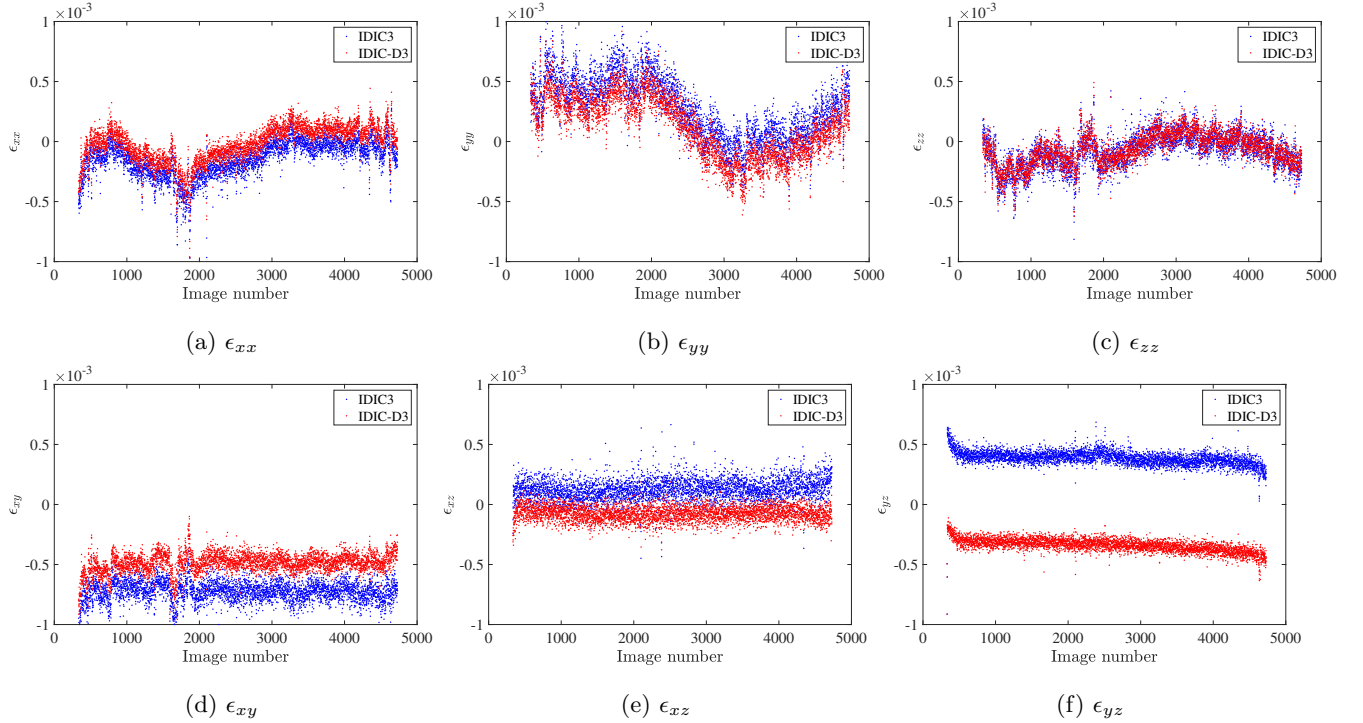 ×10⁻³
1
0.5
0
-0.5
-1
ϵxx
0 1000 2000 3000 4000 5000
Image number
IDIC3
IDIC-D3
(a) ϵxx
×10⁻³
1
0.5
0
-0.5
-1
ϵyy
0 1000 2000 3000 4000 5000
Image number
IDIC3
IDIC-D3
(b) ϵyy
×10⁻³
1
0.5
0
-0.5
-1
ϵzz
0 1000 2000 3000 4000 5000
Image number
IDIC3
IDIC-D3
(c) ϵzz
×10⁻³
1
0.5
0
-0.5
-1
ϵxy
0 1000 2000 3000 4000 5000
Image number
IDIC3
IDIC-D3
(d) ϵxy
×10⁻³
1
0.5
0
-0.5
-1
ϵxz
0 1000 2000 3000 4000 5000
Image number
IDIC3
IDIC-D3
(e) ϵxz
×10⁻³
1
0.5
0
-0.5
-1
ϵyz
0 1000 2000 3000 4000 5000
Image number
IDIC3
IDIC-D3
(f) ϵyz